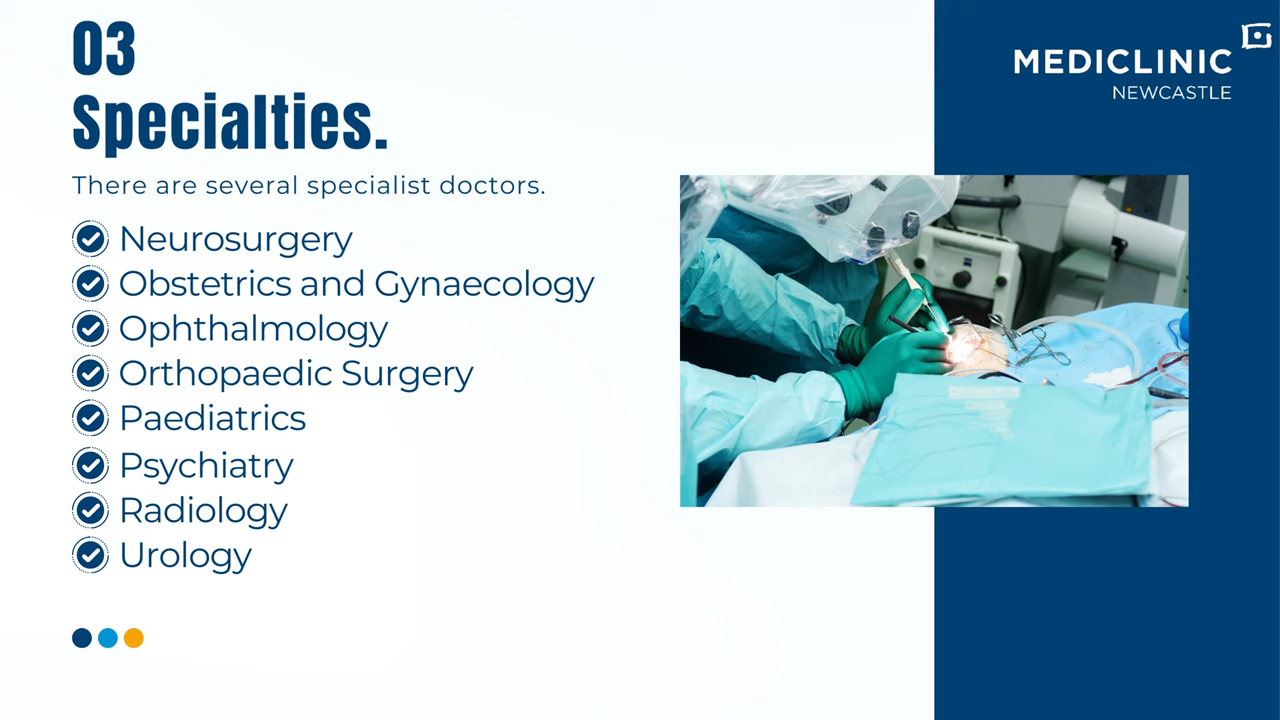 03
Specialties.
There are several specialist doctors.
Neurosurgery
Obstetrics and Gynaecology
Ophthalmology
Orthopaedic Surgery
Paediatrics
Psychiatry
Radiology
Urology
MEDICLINIC
NEWCASTLE